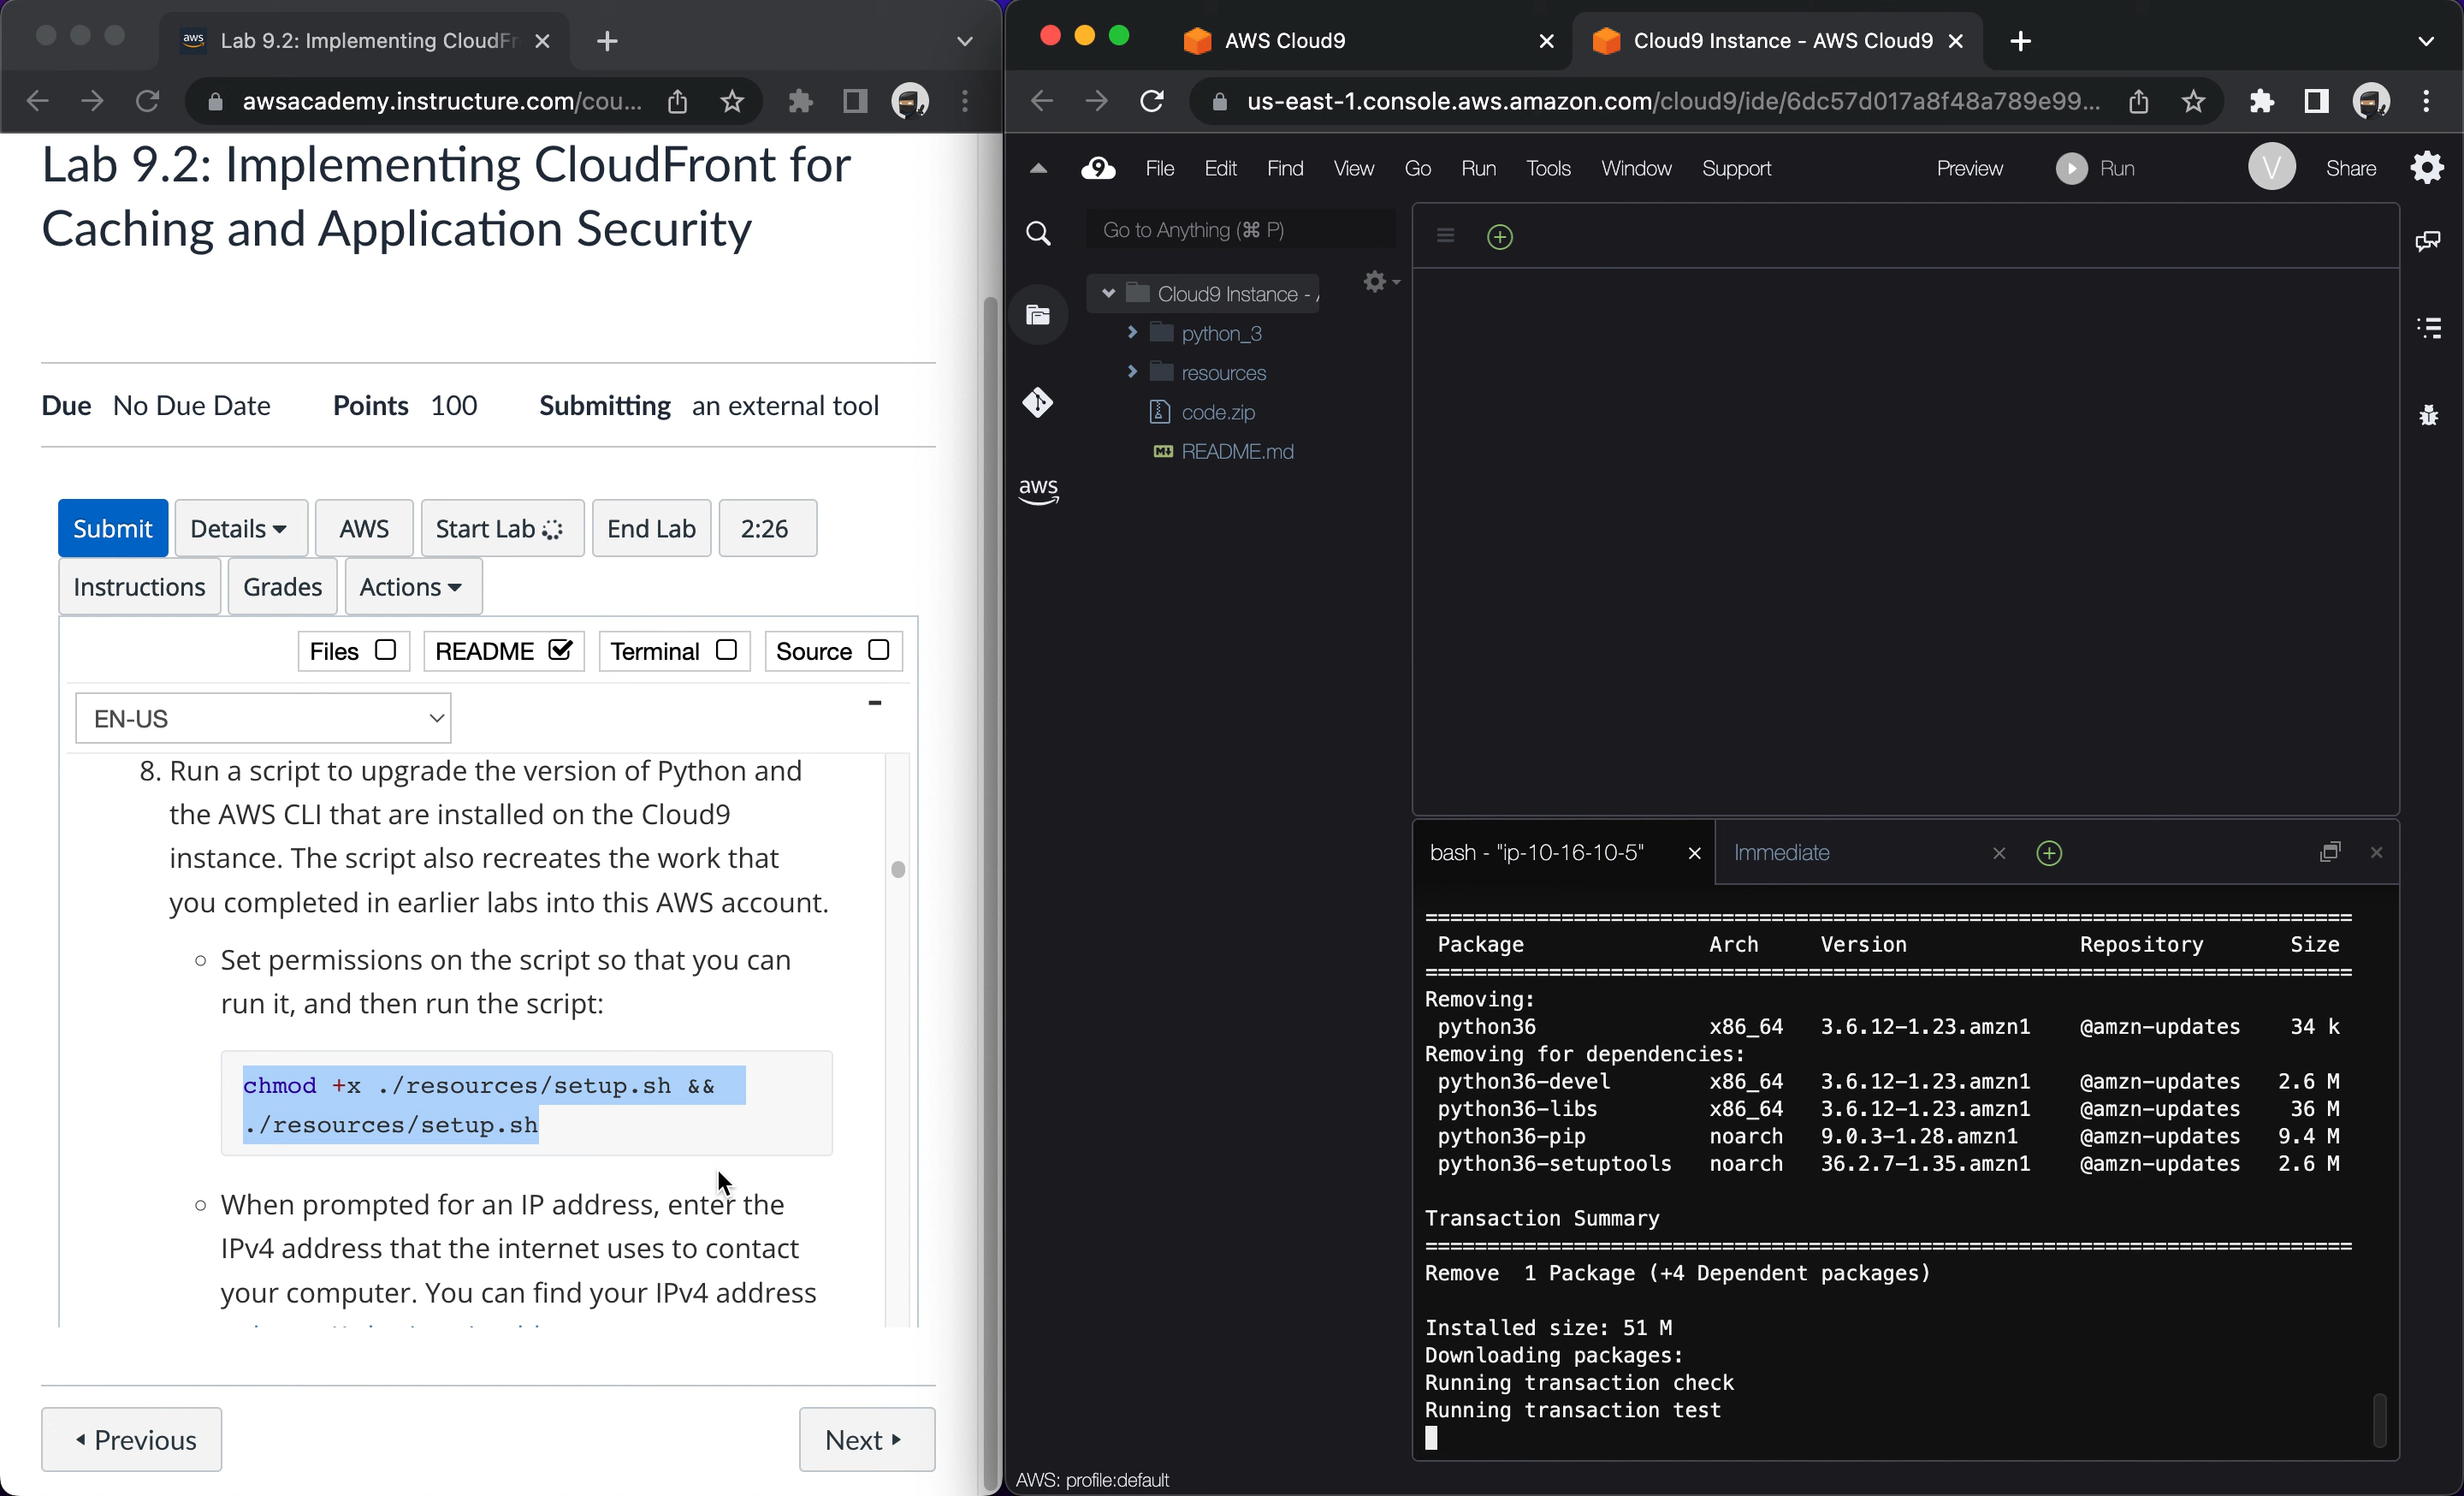 aws Lab 9.2: Implementing CloudFr
awsacademy.instructure.com/cou...
Lab 9.2: Implementing CloudFront for
Caching and Application Security
Due No Due Date Points 100 Submitting an external tool
Submit Details AWS Start Lab End Lab 2:26
Instructions Grades Actions
Files README Terminal Source
EN-US
8. Run a script to upgrade the version of Python and
the AWS CLI that are installed on the Cloud9
instance. The script also recreates the work that
you completed in earlier labs into this AWS account.
Set permissions on the script so that you can
run it, and then run the script:
chmod +x ./resources/setup.sh &&
./resources/setup.sh
When prompted for an IP address, enter the
IPv4 address that the internet uses to contact
your computer. You can find your IPv4 address
Previous Next
AWS Cloud9 Cloud9 Instance - AWS Cloud9
us-east-1.console.aws.amazon.com/cloud9/ide/6dc57d017a8f48a789e99...
9 File Edit Find View Go Run Tools Window Support Preview Run V Share
Go to Anything (⌘ P)
Cloud9 Instance - /
python_3
resources
code.zip
README.md
aws
bash - "ip-10-16-10-5" Immediate
================================================================================
Package Arch Version Repository Size
================================================================================
Removing:
python36 x86_64 3.6.12-1.23.amzn1 @amzn-updates 34 k
Removing for dependencies:
python36-devel x86_64 3.6.12-1.23.amzn1 @amzn-updates 2.6 M
python36-libs x86_64 3.6.12-1.23.amzn1 @amzn-updates 36 M
python36-pip noarch 9.0.3-1.28.amzn1 @amzn-updates 9.4 M
python36-setuptools noarch 36.2.7-1.35.amzn1 @amzn-updates 2.6 M
Transaction Summary
================================================================================
Remove 1 Package (+4 Dependent packages)
Installed size: 51 M
Downloading packages:
Running transaction check
Running transaction test
AWS: profile:default